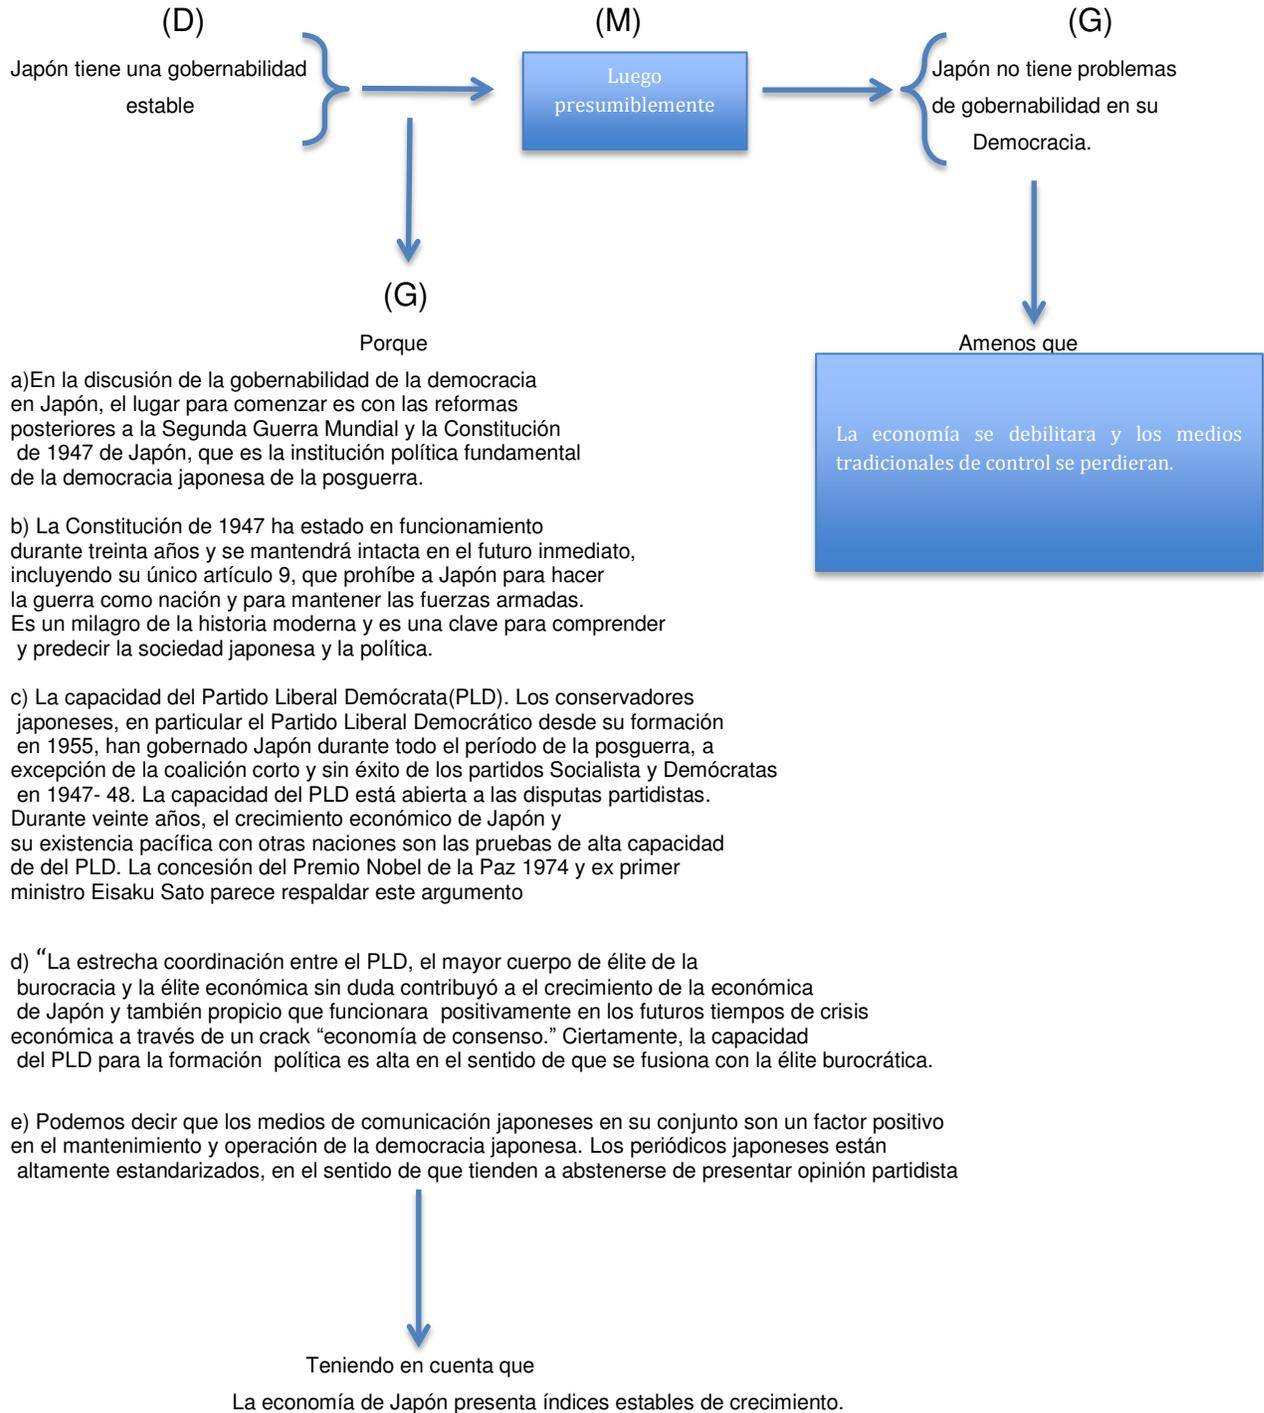 (D)
(M)
(G)
Japón tiene una gobernabilidad
estable
Luego
presumiblemente
Japón no tiene problemas
de gobernabilidad en su
Democracia.
(G)
Porque
Amenos que
La economía se debilitara y los medios
tradicionales de control se perdieran.
a)En la discusión de la gobernabilidad de la democracia
en Japón, el lugar para comenzar es con las reformas
posteriores a la Segunda Guerra Mundial y la Constitución
de 1947 de Japón, que es la institución política fundamental
de la democracia japonesa de la posguerra.
b) La Constitución de 1947 ha estado en funcionamiento
durante treinta años y se mantendrá intacta en el futuro inmediato,
incluyendo su único artículo 9, que prohíbe a Japón para hacer
la guerra como nación y para mantener las fuerzas armadas.
Es un milagro de la historia moderna y es una clave para comprender
y predecir la sociedad japonesa y la política.
c) La capacidad del Partido Liberal Demócrata(PLD). Los conservadores
japoneses, en particular el Partido Liberal Democrático desde su formación
en 1955, han gobernado Japón durante todo el período de la posguerra, a
excepción de la coalición corto y sin éxito de los partidos Socialista y Demócratas
en 1947- 48. La capacidad del PLD está abierta a las disputas partidistas.
Durante veinte años, el crecimiento económico de Japón y
su existencia pacífica con otras naciones son las pruebas de alta capacidad
de del PLD. La concesión del Premio Nobel de la Paz 1974 y ex primer
ministro Eisaku Sato parece respaldar este argumento
d) “La estrecha coordinación entre el PLD, el mayor cuerpo de élite de la
burocracia y la élite económica sin duda contribuyó a el crecimiento de la económica
de Japón y también propicio que funcionara positivamente en los futuros tiempos de crisis
económica a través de un crack “economía de consenso.” Ciertamente, la capacidad
del PLD para la formación política es alta en el sentido de que se fusiona con la élite burocrática.
e) Podemos decir que los medios de comunicación japoneses en su conjunto son un factor positivo
en el mantenimiento y operación de la democracia japonesa. Los periódicos japoneses están
altamente estandarizados, en el sentido de que tienden a abstenerse de presentar opinión partidista
Teniendo en cuenta que
La economía de Japón presenta índices estables de crecimiento.